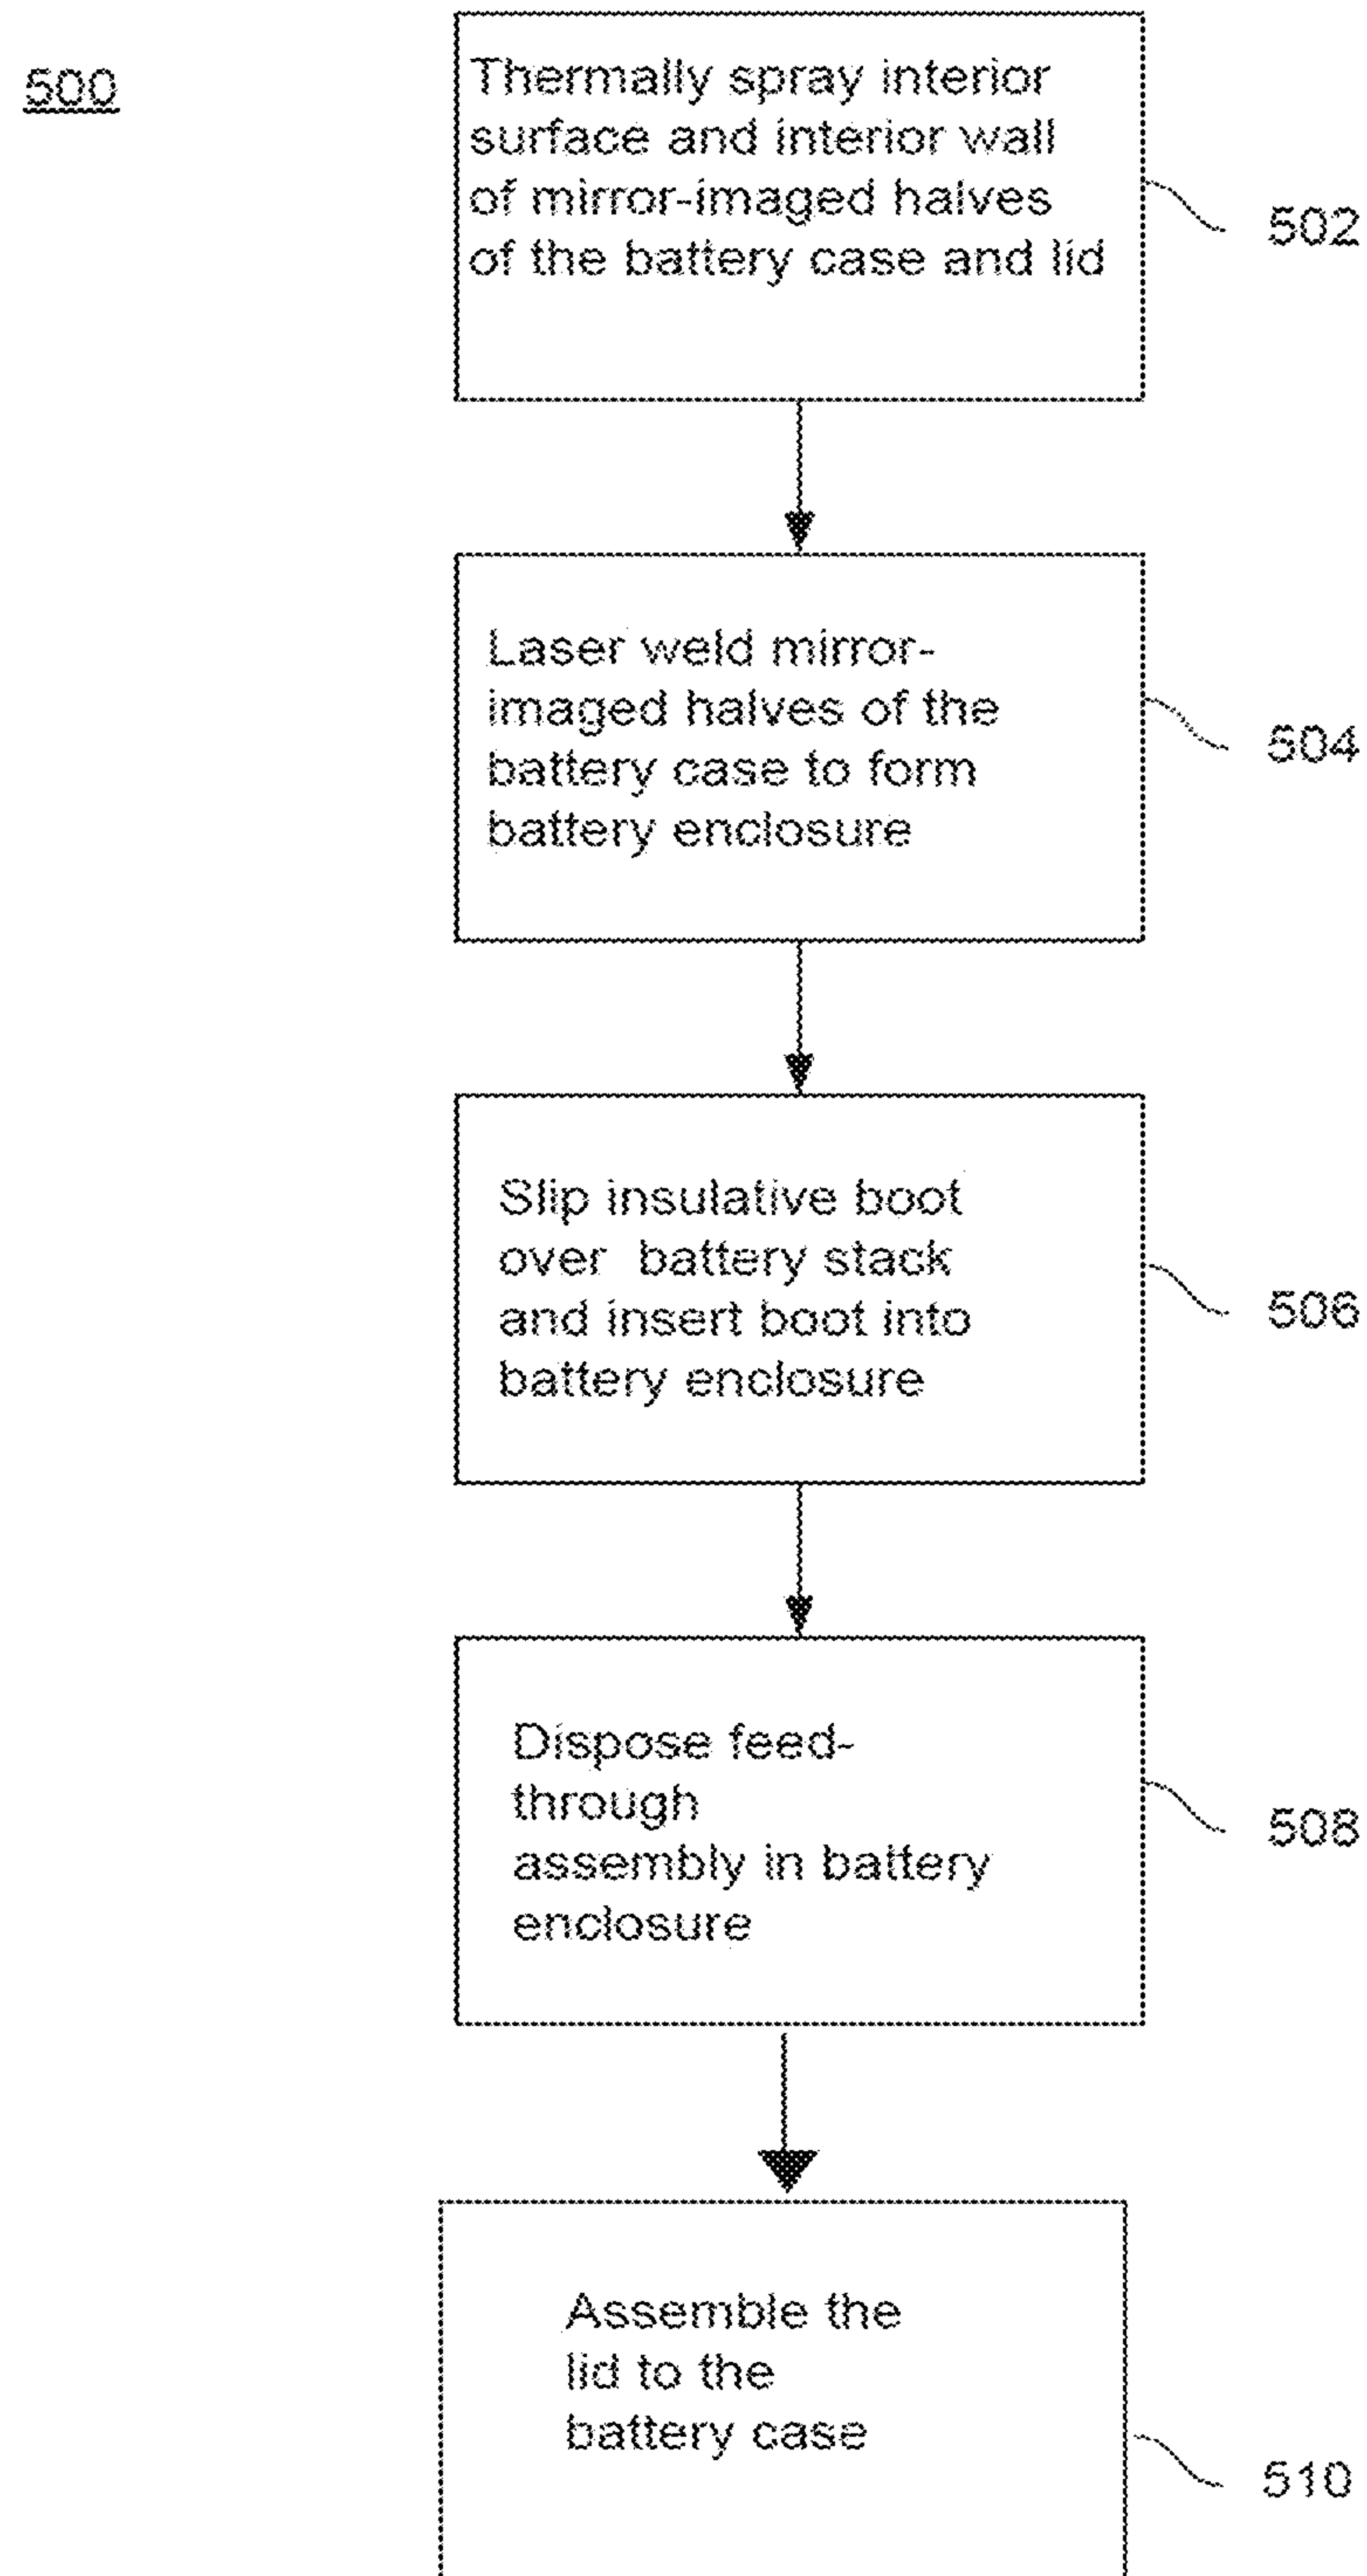 500
Thermally spray interior
surface and interior wall
of mirror-imaged halves
of the battery case and lid
502
Laser weld mirror-
imaged halves of the
battery case to form
battery enclosure
504
Slip insulative boot
over battery stack
and insert boot into
battery enclosure
506
Dispose feed-
through
assembly in battery
enclosure
508
Assemble the
lid to the
battery case
510